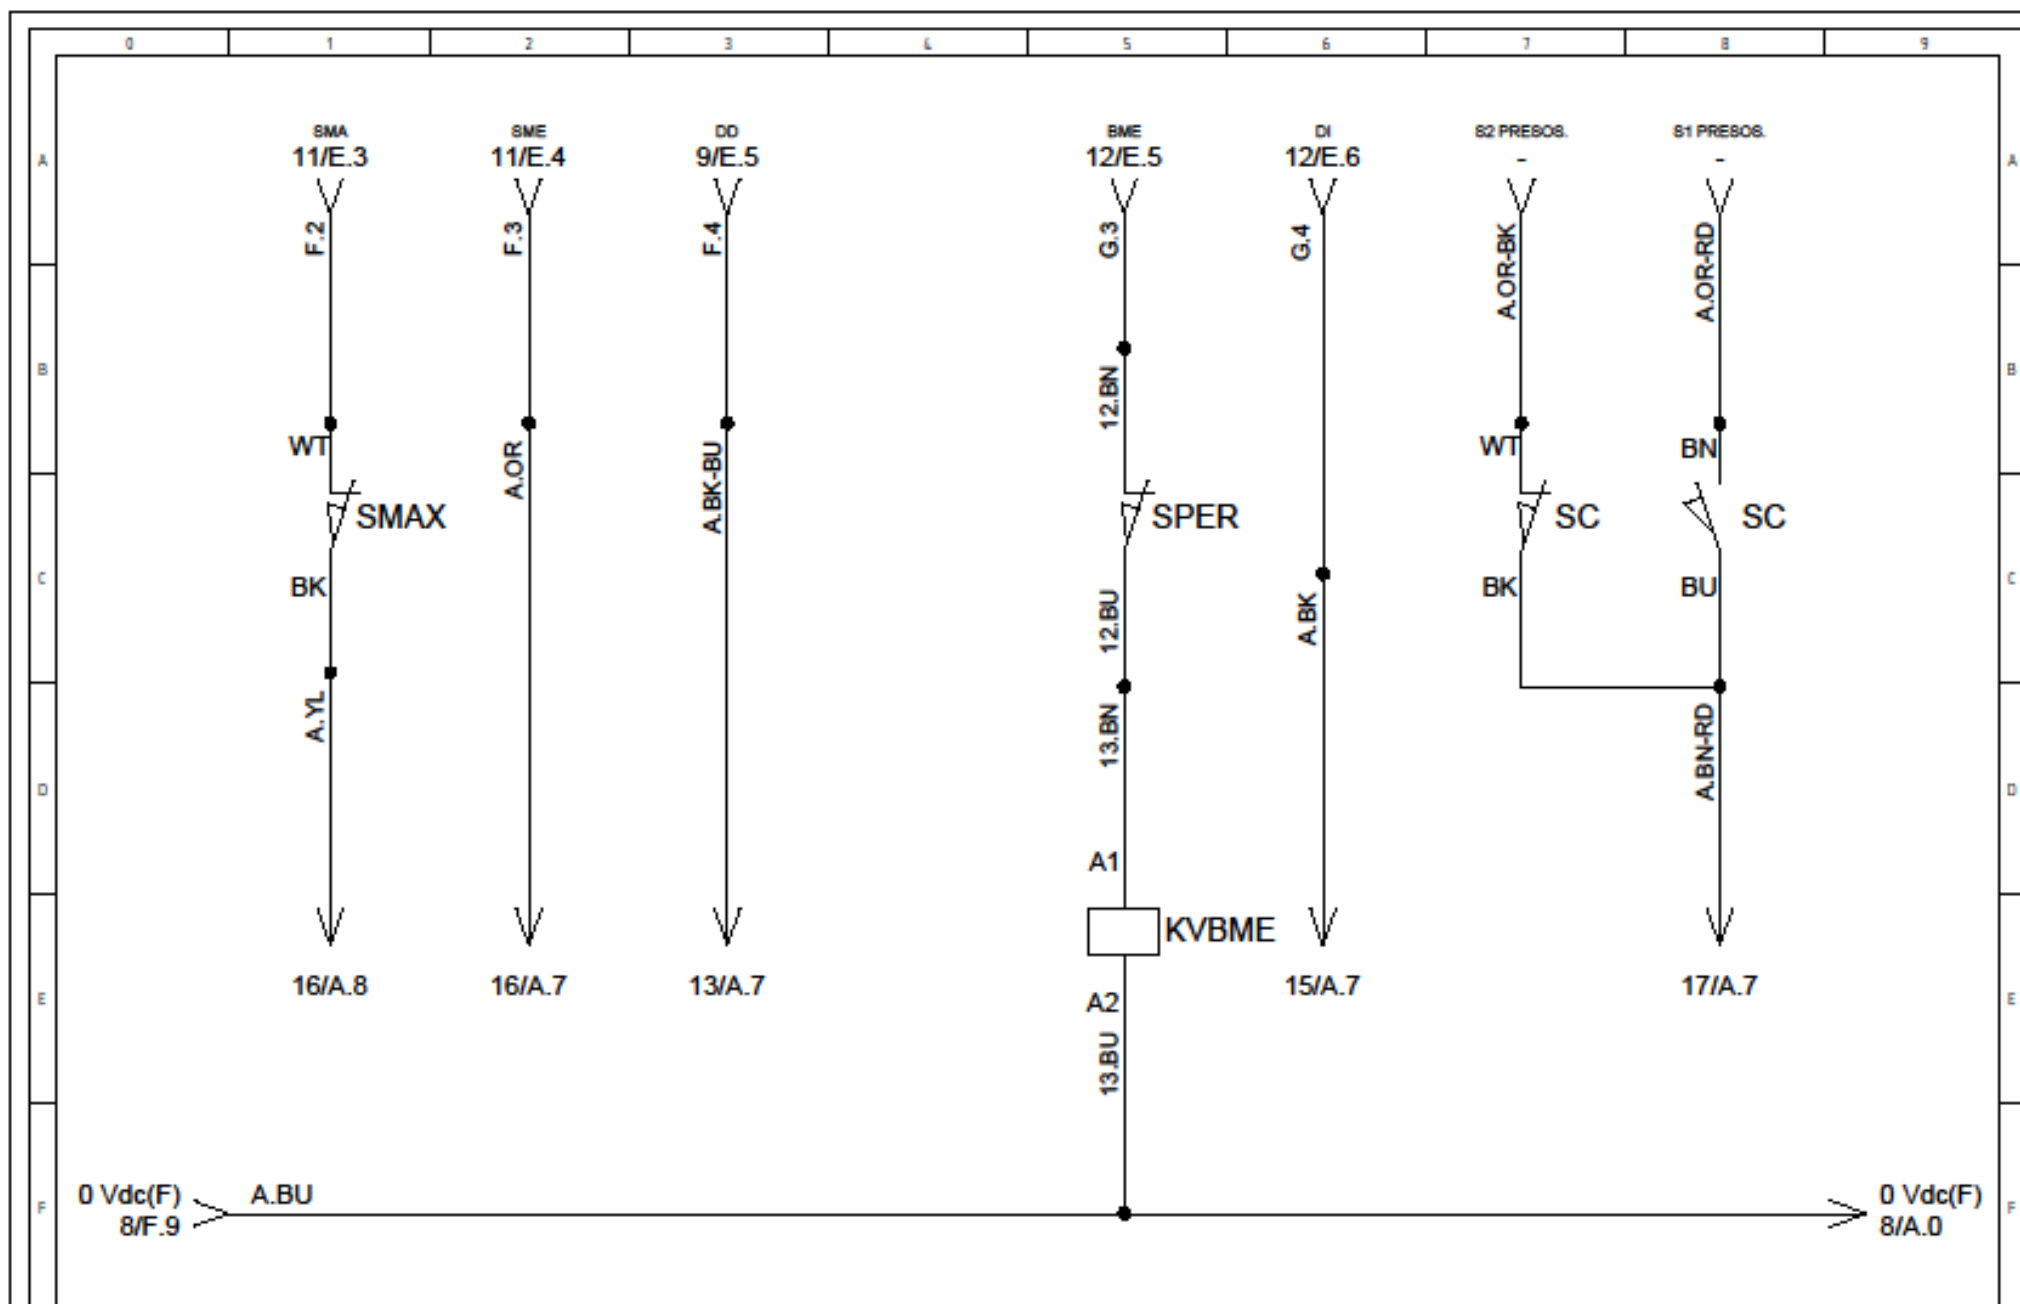 0 1 2 3 4 5 6 7 8 9
SMA SME DD BME DI S2 PRESOS. S1 PRESOS.
A 11/E.3 11/E.4 9/E.5 12/E.5 12/E.6 - - A
F.2 F.3 F.4 G.3 G.4 A.OR-BK A.OR-RD
B 12.BN B
WT A.OR A.BK-BU WT BN
SMAX SPER SC SC
C BK 12.BU A.BK BK BU C
A.YL 13.BN A.BN-RD
D D
A1
KVBME
16/A.8 16/A.7 13/A.7 15/A.7 17/A.7
E A2 E
13.BU
0 Vdc(F) A.BU 0 Vdc(F)
F F
8/F.9 8/A.0